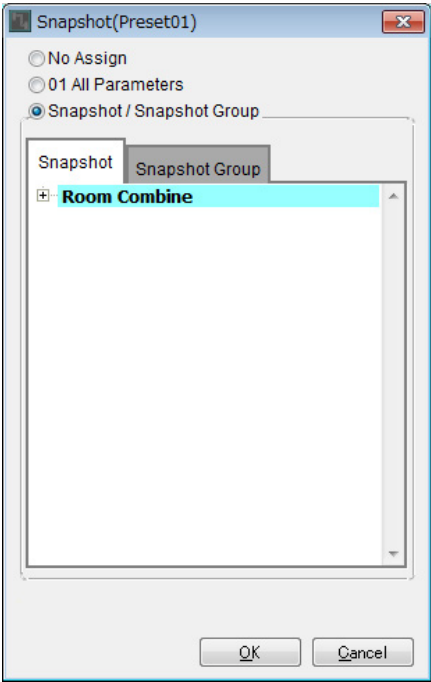 Snapshot(Preset01)
No Assign
01 All Parameters
Snapshot / Snapshot Group
Snapshot
Snapshot Group
Room Combine
OK
Cancel